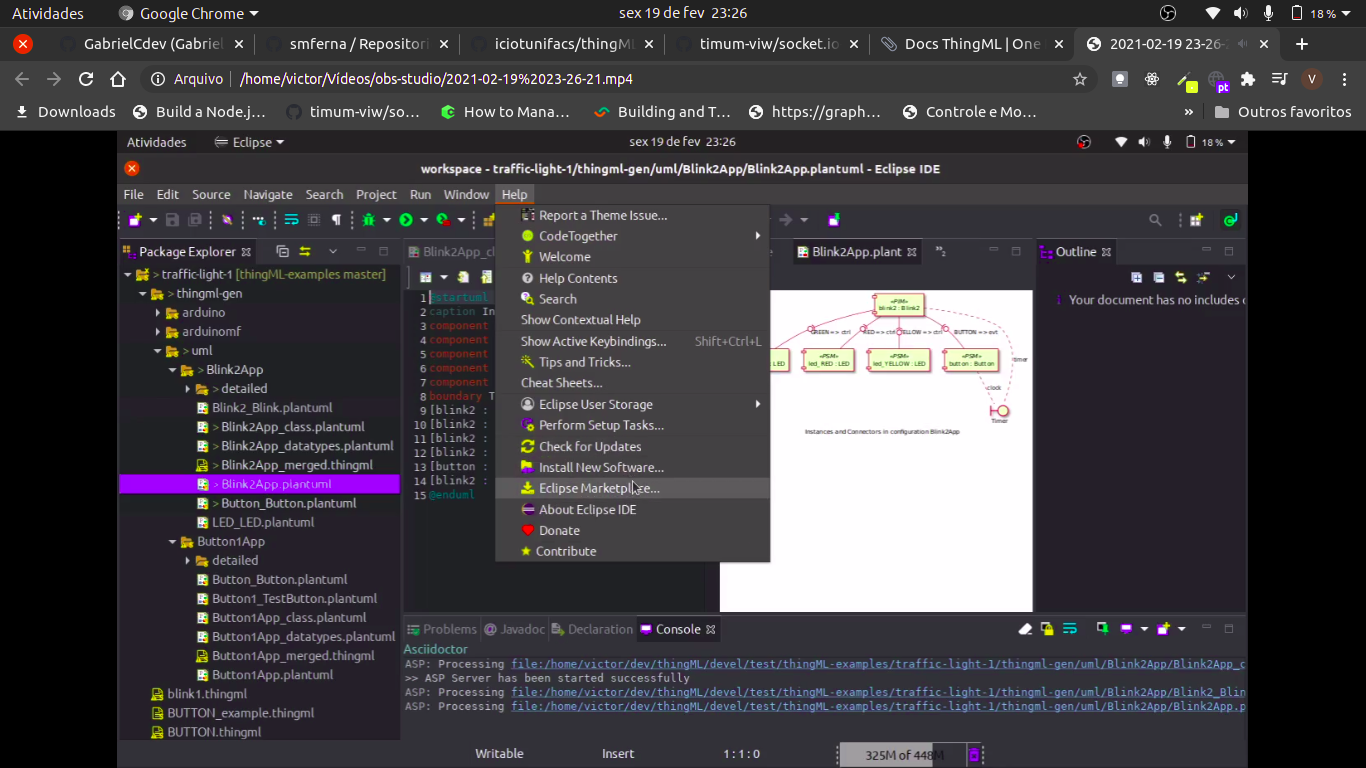 Atividades
Google Chrome
sex 19 de fev 23:26
18 %
GabrielCdev (Gabriel
smferna / Repositori
iciotunifacs/thingML
timum-viw/socket.io
Docs ThingML | One
2021-02-19 23-26-
Arquivo
/home/victor/Vídeos/obs-studio/2021-02-19%2023-26-21.mp4
pt
V
Downloads
Build a Node.j...
timum-viw/so...
How to Mana...
Building and T...
https://graph...
Controle e Mo...
»
Outros favoritos
Atividades
Eclipse
sex 19 de fev 23:26
18 %
workspace - traffic-light-1/thingml-gen/uml/Blink2App/Blink2App.plantuml - Eclipse IDE
File Edit Source Navigate Search Project Run Window Help
Package Explorer
> traffic-light-1 [thingML-examples master]
> thingml-gen
> arduino
> arduinomf
> uml
> Blink2App
> detailed
Blink2_Blink.plantuml
> Blink2App_class.plantuml
> Blink2App_datatypes.plantuml
> Blink2App_merged.thingml
> Blink2App.plantuml
> Button_Button.plantuml
LED_LED.plantuml
Button1App
detailed
Button_Button.plantuml
Button1_TestButton.plantuml
Button1App_class.plantuml
Button1App_datatypes.plantuml
Button1App_merged.thingml
Button1App.plantuml
blink1.thingml
BUTTON_example.thingml
BUTTON.thingml
Blink2App_cl
Blink2App.plant
»2
1 @startuml
2 caption In
3 component
4 component
5 component
6 component
7 component
8 boundary T
9 [blink2 :
10 [blink2 :
11 [blink2 :
12 [blink2 :
13 [button :
14 [blink2 :
15 @enduml
Report a Theme Issue...
CodeTogether
Welcome
Help Contents
Search
Show Contextual Help
Show Active Keybindings... Shift+Ctrl+L
Tips and Tricks...
Cheat Sheets...
Eclipse User Storage
Perform Setup Tasks...
Check for Updates
Install New Software...
Eclipse Marketplace...
About Eclipse IDE
Donate
Contribute
«PIM»
blink2 : Blink2
GREEN => ctrl
RED => ctrl
YELLOW => ctrl
BUTTON => evt
timer
LED
«PSM»
led_RED : LED
«PSM»
led_YELLOW : LED
«PSM»
button : Button
clock
Timer
Instances and Connectors in configuration Blink2App
Outline
Your document has no includes o
Problems
Javadoc
Declaration
Console
Asciidoctor
ASP: Processing file:/home/victor/dev/thingML/devel/test/thingML-examples/traffic-light-1/thingml-gen/uml/Blink2App/Blink2App_c
>> ASP Server has been started successfully
ASP: Processing file:/home/victor/dev/thingML/devel/test/thingML-examples/traffic-light-1/thingml-gen/uml/Blink2App/Blink2_Blin
ASP: Processing file:/home/victor/dev/thingML/devel/test/thingML-examples/traffic-light-1/thingml-gen/uml/Blink2App/Blink2App.p
Writable
Insert
1 : 1 : 0
325M of 448M